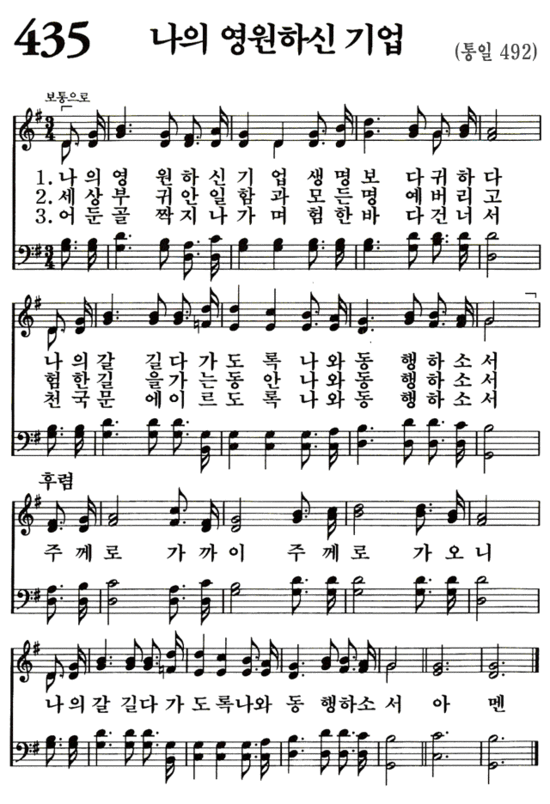 435 나의 영원하신 기업 (통일 492)
보통으로
1. 나의영 원하신기업 생명보 다귀하다
2. 세상부 귀안일함과 모든명 예버리고
3. 어둔골 짝지나가며 험한바 다건너서
나의갈 길다가도록 나와동 행하소서
험한길 을가는동안 나와동 행하소서
천국문 에이르도록 나와동 행하소서
후렴
주께로 가까이 주께로 가오니
나의갈 길다가도록나와동 행하소서 아멘